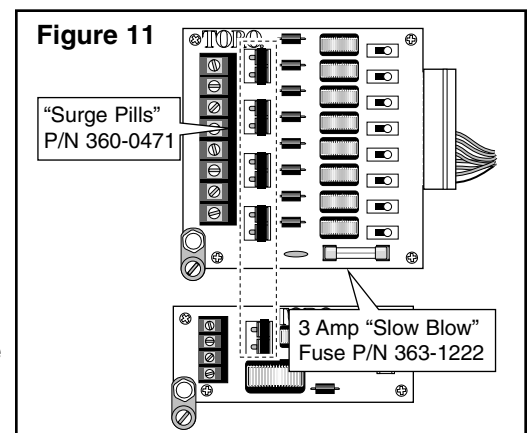 Figure 11
TORO
“Surge Pills”
P/N 360-0471
3 Amp “Slow Blow”
Fuse P/N 363-1222